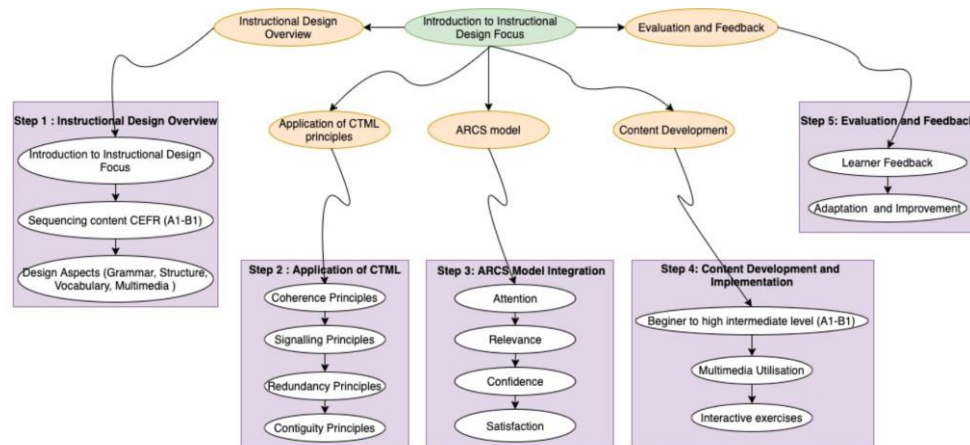 Instructional Design
Overview
Introduction to Instructional
Design Focus
Evaluation and Feedback
Application of CTML
principles
ARCS model
Content Development
Step 1 : Instructional Design Overview
Introduction to Instructional Design
Focus
Sequencing content CEFR (A1-B1)
Design Aspects (Grammar, Structure,
Vocabulary, Multimedia )
Step 2 : Application of CTML
Coherence Principles
Signalling Principles
Redundancy Principles
Contiguity Principles
Step 3: ARCS Model Integration
Attention
Relevance
Confidence
Satisfaction
Step 4: Content Development and
Implementation
Beginer to high intermediate level (A1-B1)
Multimedia Utilisation
Interactive exercises
Step 5: Evaluation and Feedback
Learner Feedback
Adaptation and Improvement